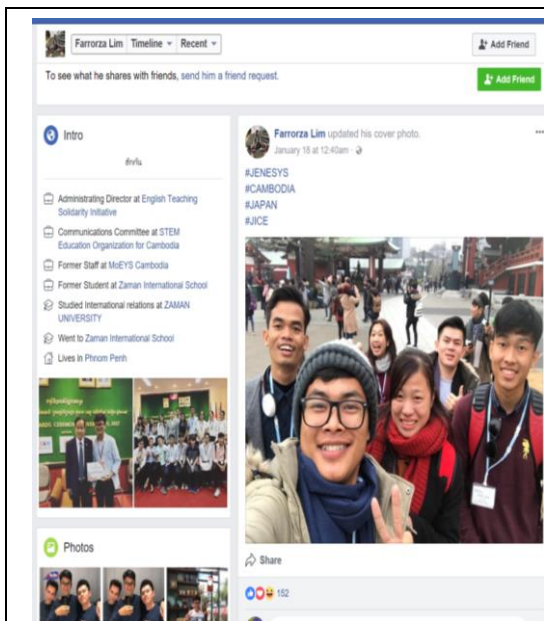 Farrorza Lim Timeline Recent Add Friend
To see what he shares with friends, send him a friend request. Add Friend
Intro
Administrating Director at English Teaching
Solidarity Initiative
Communications Committee at STEM
Education Organization for Cambodia
Former Staff at MoEYS Cambodia
Former Student at Zaman International School
Studied International relations at ZAMAN
UNIVERSITY
Went to Zaman International School
Lives in Phnom Penh
Photos
Farrorza Lim updated his cover photo.
January 18 at 12:40am ·
#JENESYS
#CAMBODIA
#JAPAN
#JICE
Share
152